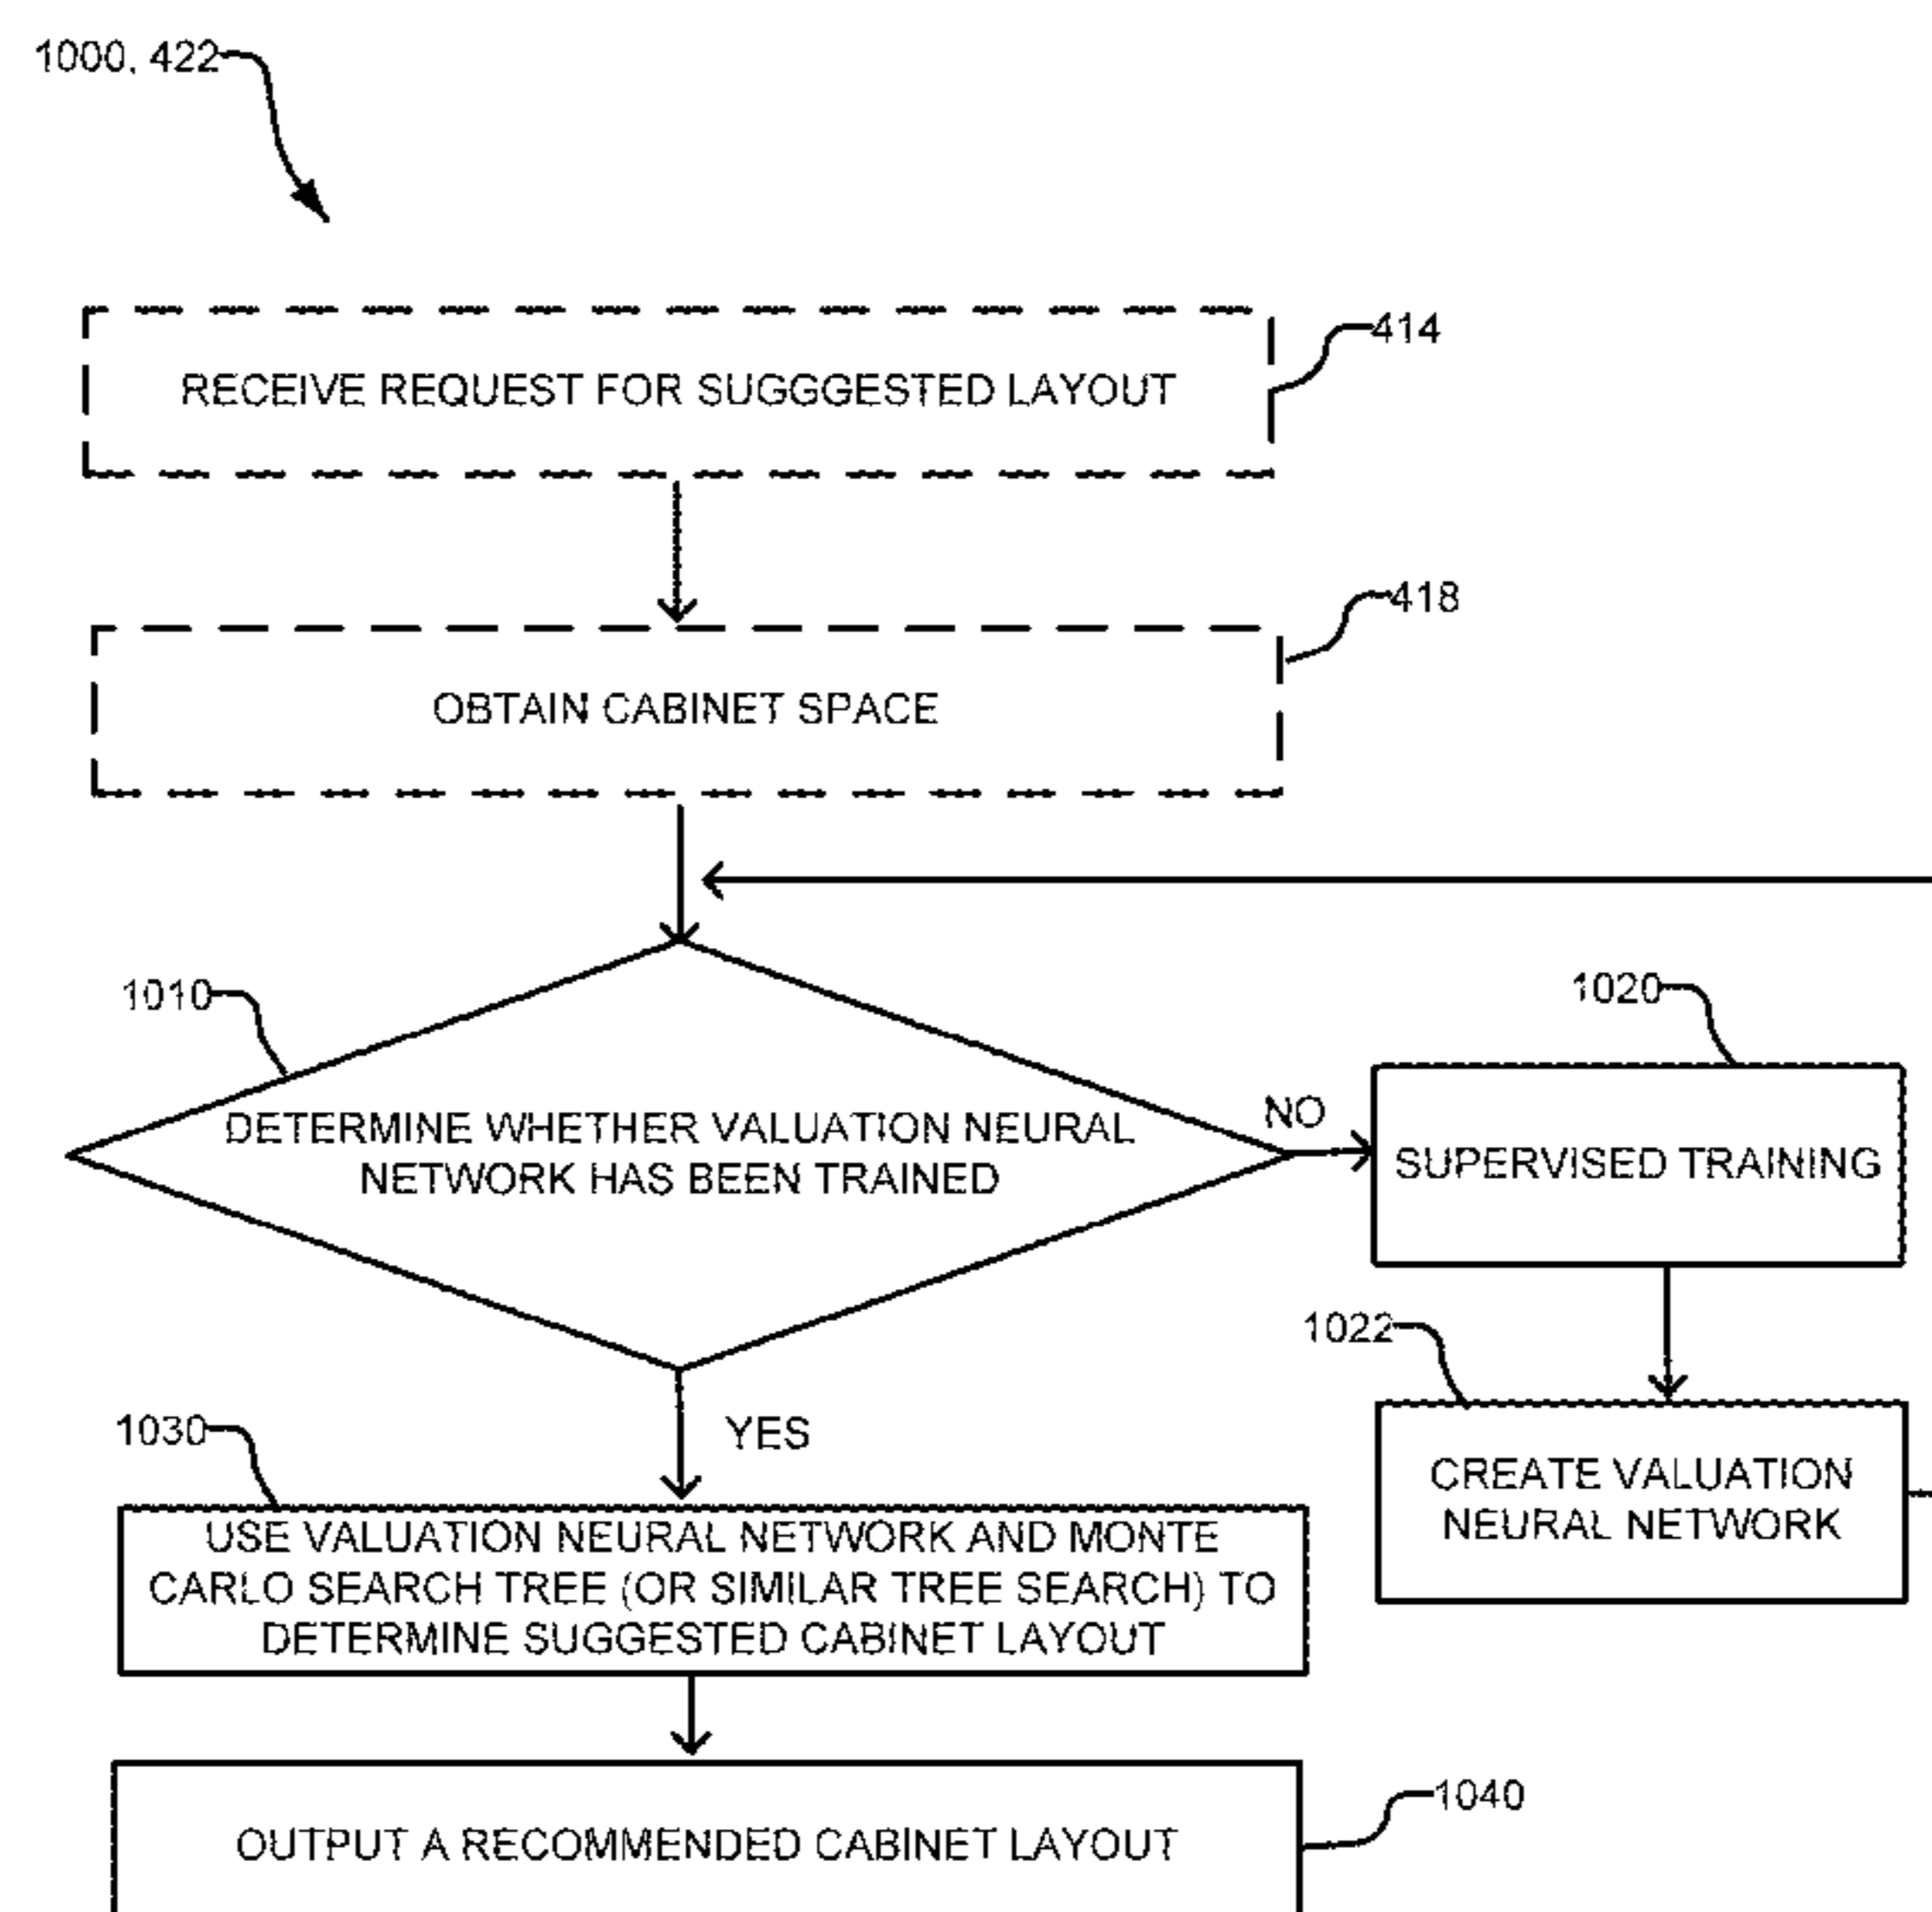 1000, 422
414
RECEIVE REQUEST FOR SUGGGESTED LAYOUT
418
OBTAIN CABINET SPACE
1010
1020
DETERMINE WHETHER VALUATION NEURAL
NETWORK HAS BEEN TRAINED
NO
SUPERVISED TRAINING
1022
YES
1030
CREATE VALUATION
NEURAL NETWORK
USE VALUATION NEURAL NETWORK AND MONTE
CARLO SEARCH TREE (OR SIMILAR TREE SEARCH) TO
DETERMINE SUGGESTED CABINET LAYOUT
1040
OUTPUT A RECOMMENDED CABINET LAYOUT